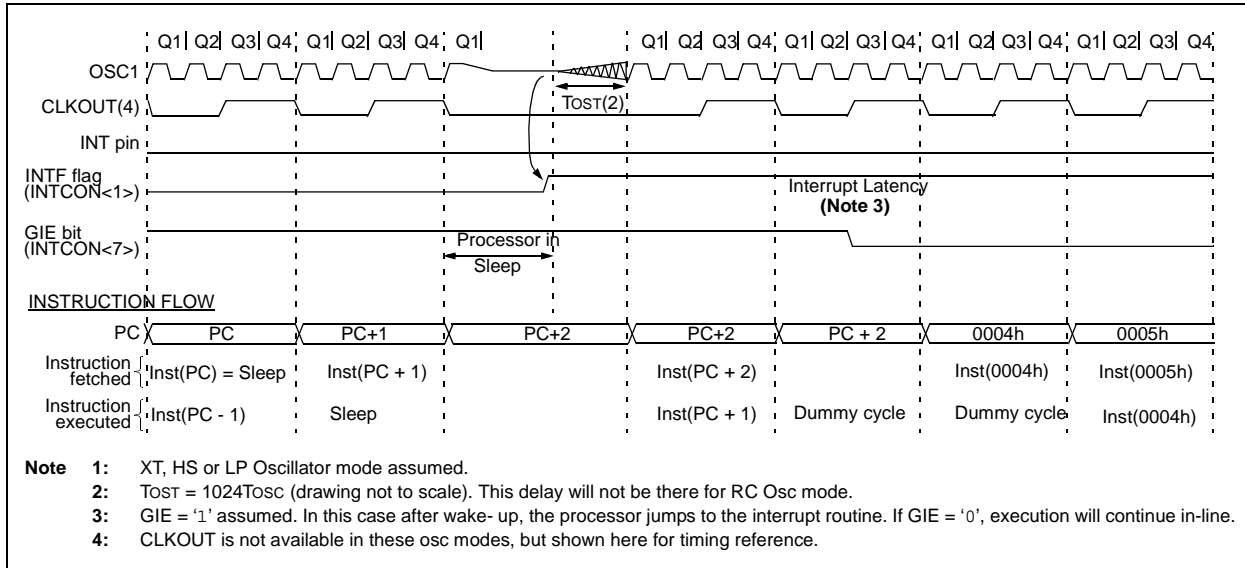 Q1 Q2 Q3 Q4 Q1 Q2 Q3 Q4 Q1 Q1 Q2 Q3 Q4 Q1 Q2 Q3 Q4 Q1 Q2 Q3 Q4 Q1 Q2 Q3 Q4
OSC1
TOST(2)
CLKOUT(4)
INT pin
INTF flag
(INTCON<1>)
Interrupt Latency
(Note 3)
GIE bit
(INTCON<7>)
Processor in
Sleep
INSTRUCTION FLOW
PC PC PC+1 PC+2 PC+2 PC + 2 0004h 0005h
Instruction
fetched
Inst(PC) = Sleep Inst(PC + 1) Inst(PC + 2) Inst(0004h) Inst(0005h)
Instruction
executed
Inst(PC - 1) Sleep Inst(PC + 1) Dummy cycle Dummy cycle Inst(0004h)
Note 1: XT, HS or LP Oscillator mode assumed.
2: TOST = 1024TOSC (drawing not to scale). This delay will not be there for RC Osc mode.
3: GIE = '1' assumed. In this case after wake- up, the processor jumps to the interrupt routine. If GIE = '0', execution will continue in-line.
4: CLKOUT is not available in these osc modes, but shown here for timing reference.